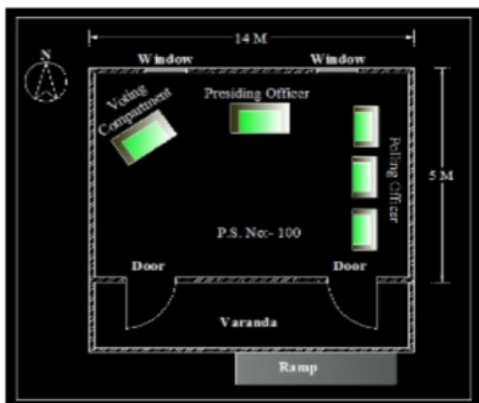 14 M
N
Window
Window
Voting
Compartment
Presiding Officer
Polling Officer
5 M
P.S. No:- 100
Door
Door
Varanda
Ramp